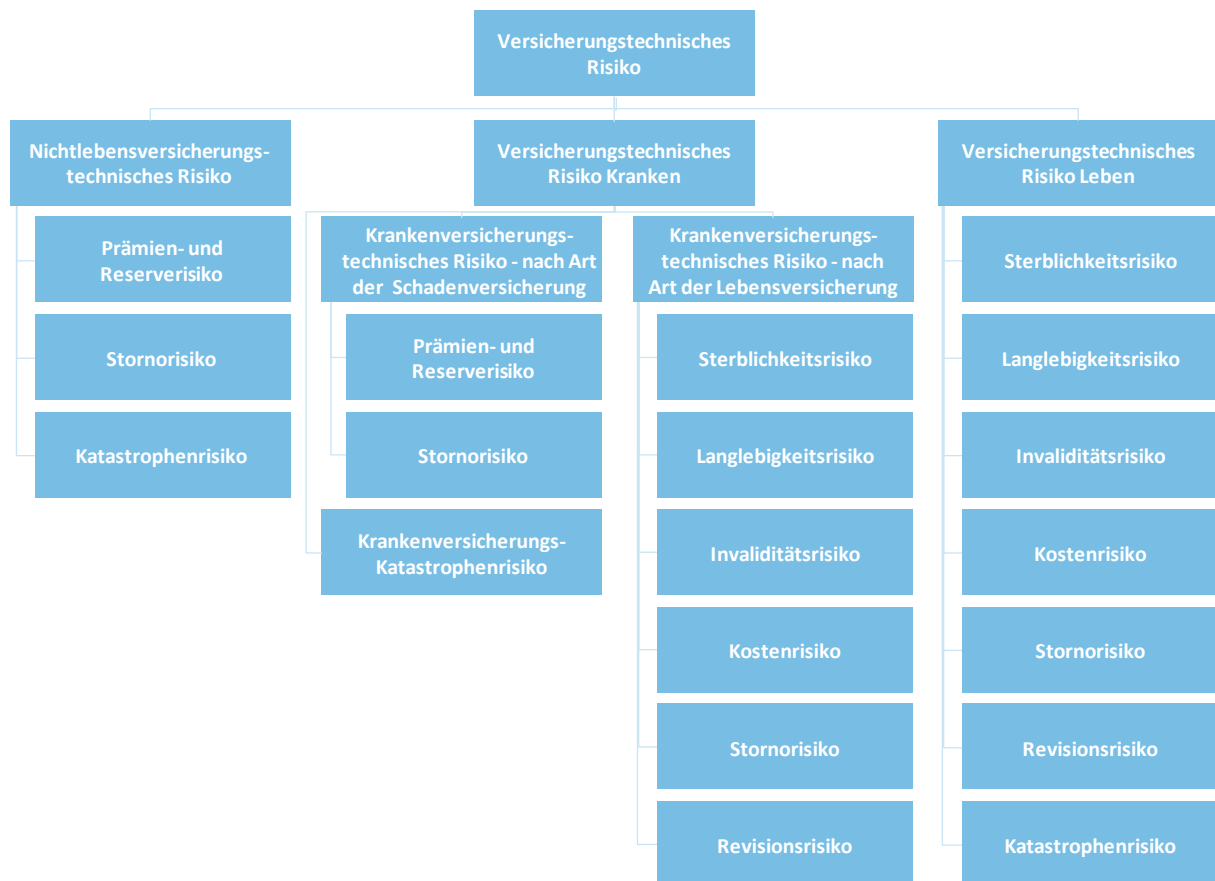 Versicherungstechnisches
Risiko
Nichtlebensversicherungs-
technisches Risiko
Prämien- und
Reserverisiko
Stornorisiko
Katastrophenrisiko
Versicherungstechnisches
Risiko Kranken
Krankenversicherungs-
technisches Risiko - nach Art
der Schadenversicherung
Prämien- und
Reserverisiko
Stornorisiko
Krankenversicherungs-
Katastrophenrisiko
Krankenversicherungs-
technisches Risiko - nach
Art der Lebensversicherung
Sterblichkeitsrisiko
Langlebigkeitsrisiko
Invaliditätsrisiko
Kostenrisiko
Stornorisiko
Revisionsrisiko
Versicherungstechnisches
Risiko Leben
Sterblichkeitsrisiko
Langlebigkeitsrisiko
Invaliditätsrisiko
Kostenrisiko
Stornorisiko
Revisionsrisiko
Katastrophenrisiko